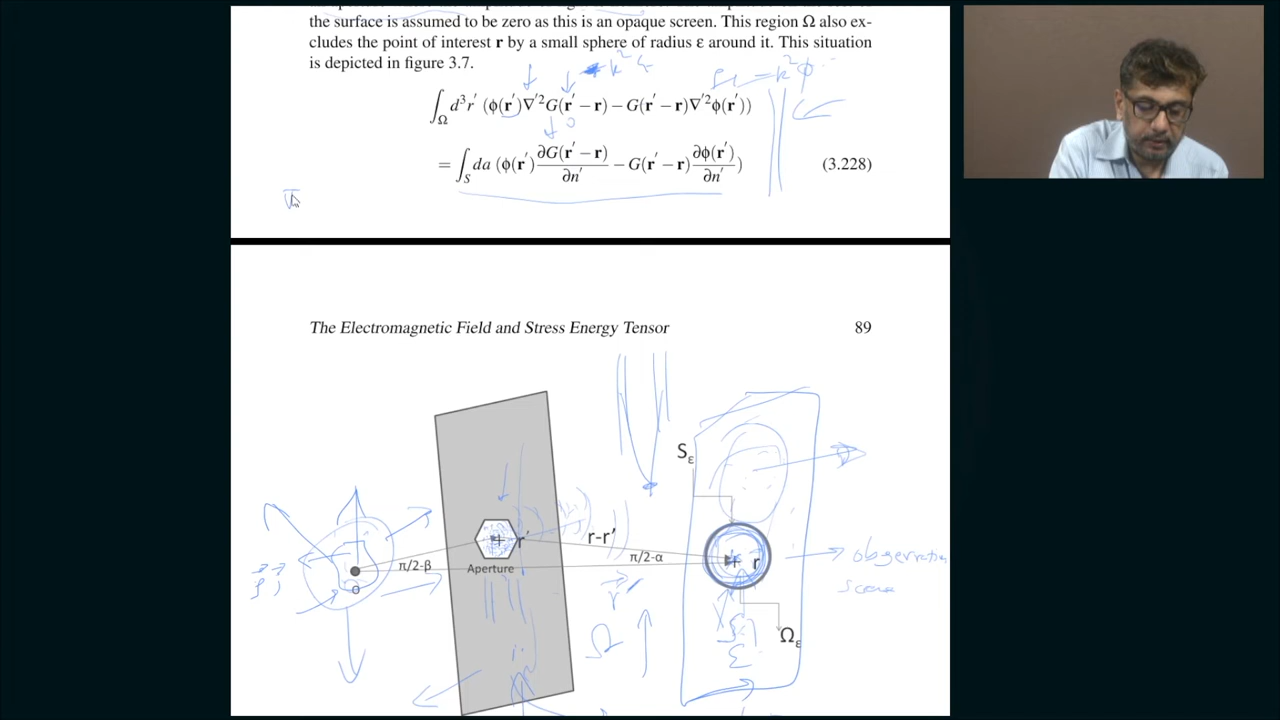 the surface is assumed to be zero as this is an opaque screen. This region Ω also ex-
cludes the point of interest r by a small sphere of radius ε around it. This situation
is depicted in figure 3.7.
k² G
= k²ϕ
∫_Ω d³r′ (ϕ(r′)∇′²G(r′ − r) − G(r′ − r)∇′²ϕ(r′))
= ∫_S da (ϕ(r′) ∂G(r′ − r)/∂n′ − G(r′ − r) ∂ϕ(r′)/∂n′) (3.228)
The Electromagnetic Field and Stress Energy Tensor 89
S_ε
r′
r-r′
π/2-β
π/2-α
r
Aperture
O
observation
Ω
Ω_ε
ε